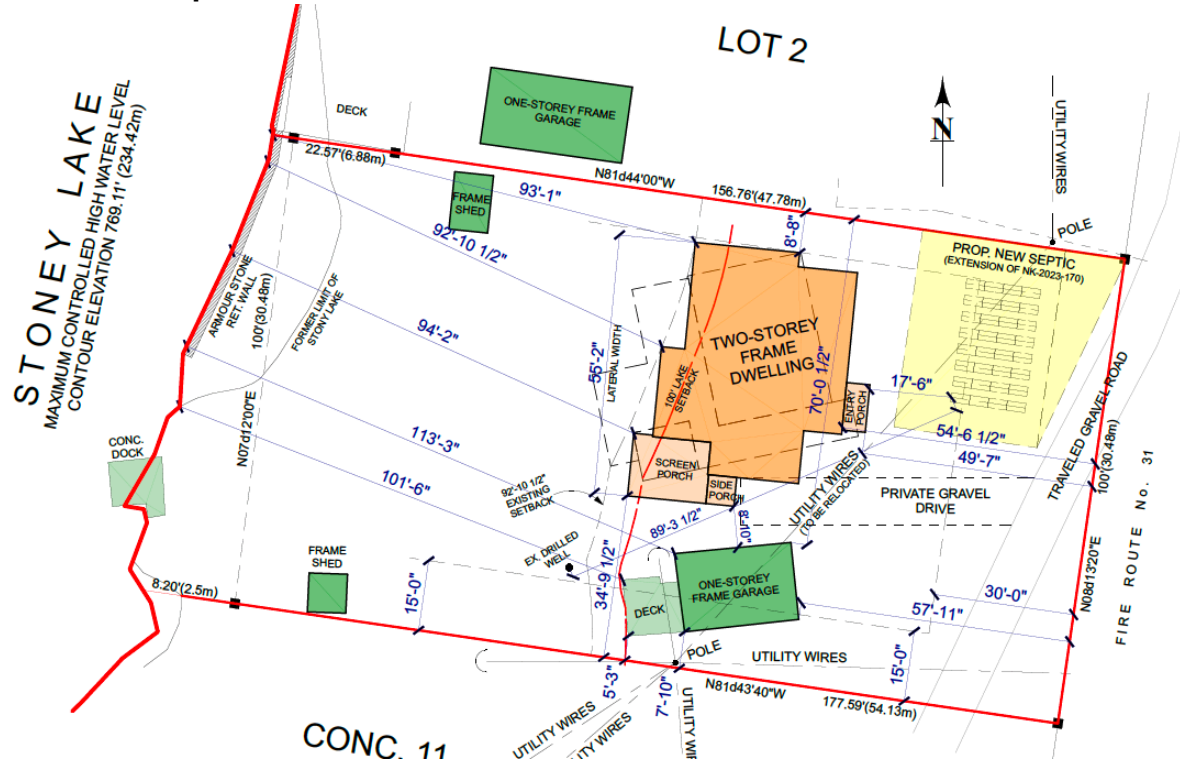 LOT 2
STONEY LAKE
MAXIMUM CONTROLLED HIGH WATER LEVEL
CONTOUR ELEVATION 769.11' (234.42m)
DECK
ONE-STOREY FRAME
GARAGE
N
UTILITY WIRES
22.57'(6.88m)
N81d44'00"W
156.76'(47.78m)
FRAME
SHED
93'-1"
8'-8"
POLE
PROP. NEW SEPTIC
(EXTENSION OF NK-2023-170)
92'-10 1/2"
ARMOUR STONE
RET. WALL
100'(30.48m)
FORMER LIMIT OF
STONY LAKE
94'-2"
55'-2"
LATERAL WIDTH
100' LAKE
SETBACK
TWO-STOREY
FRAME
DWELLING
70'-0 1/2"
ENTRY
PORCH
17'-6"
54'-6 1/2"
49'-7"
TRAVELED GRAVEL ROAD
100'(30.48m)
N07d12'00"E
CONC.
DOCK
113'-3"
101'-6"
SCREEN
PORCH
SIDE
PORCH
92'-10 1/2"
EXISTING
SETBACK
UTILITY WIRES
(TO BE RELOCATED)
PRIVATE GRAVEL
DRIVE
89'-3 1/2"
8'-10"
EX. DRILLED
WELL
FRAME
SHED
8.20'(2.5m)
15'-0"
34'-9 1/2"
DECK
ONE-STOREY
FRAME GARAGE
30'-0"
57'-11"
N08d13'20"E
FIRE ROUTE No. 31
POLE
UTILITY WIRES
15'-0"
5'-3"
7'-10"
N81d43'40"W
177.59'(54.13m)
CONC. 11
UTILITY WIRES
ITY WIRES
UTILITY WI